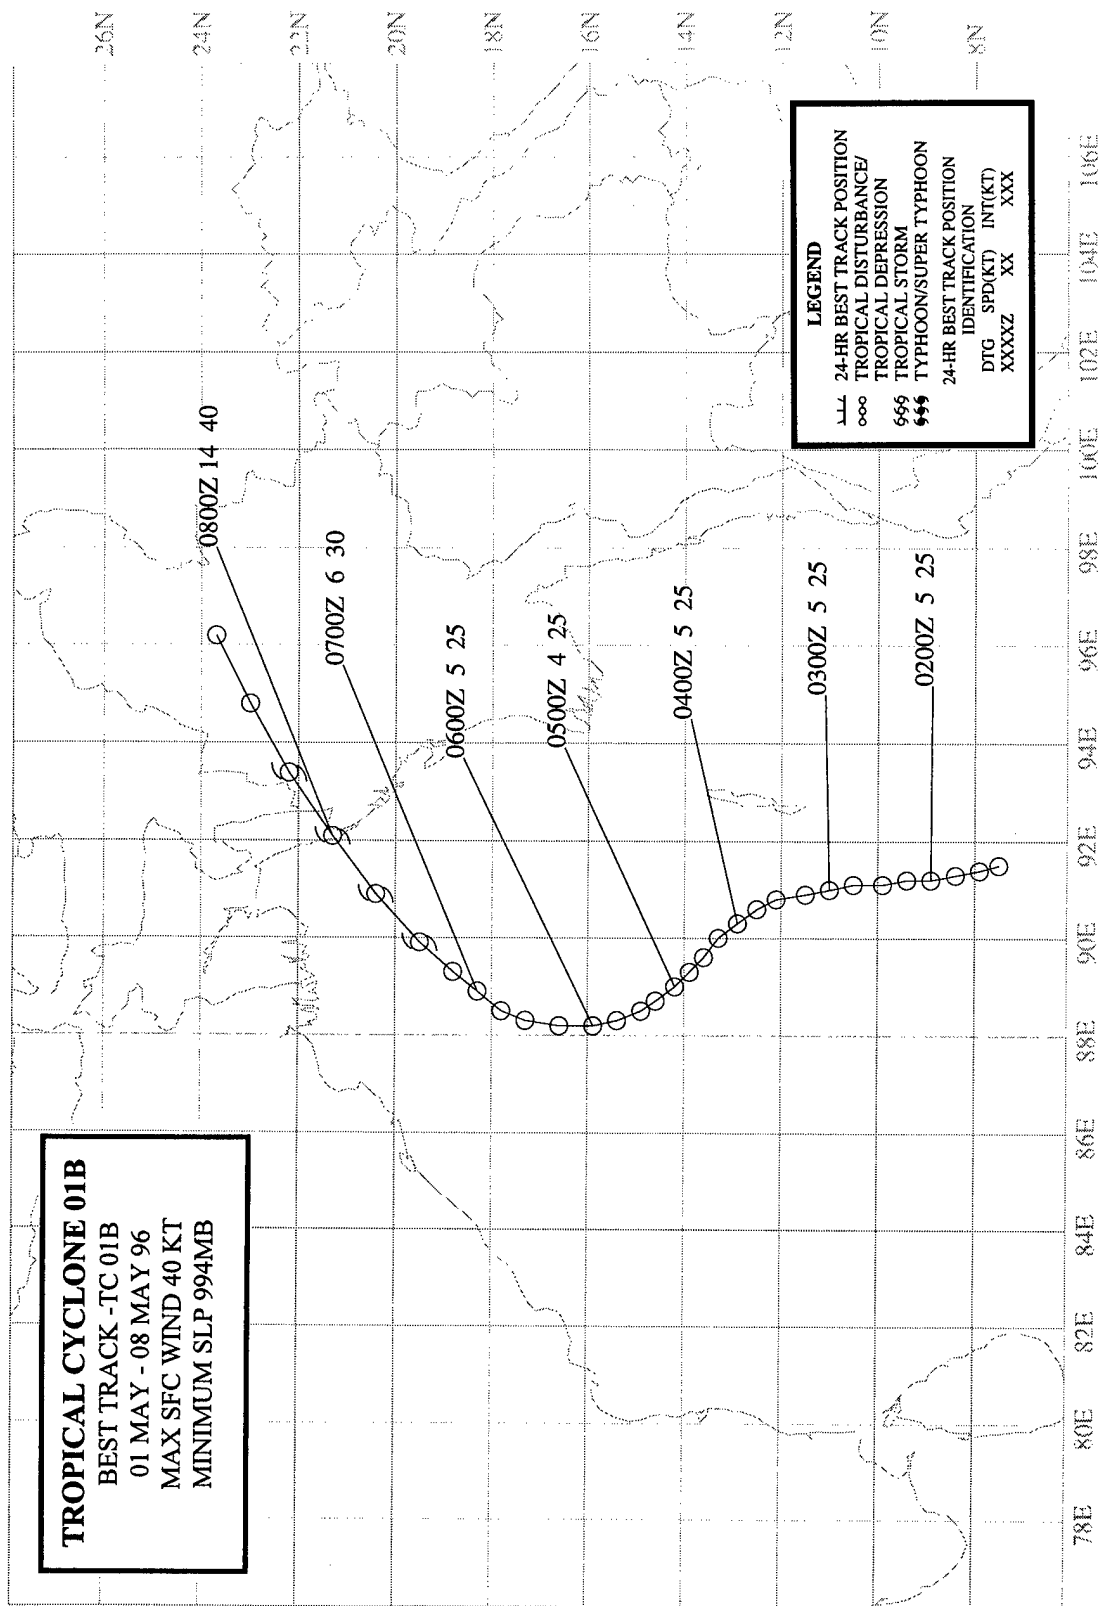 TROPICAL CYCLONE 01B
BEST TRACK -TC 01B
01 MAY - 08 MAY 96
MAX SFC WIND 40 KT
MINIMUM SLP 994MB
26N
24N
22N
20N
18N
16N
14N
12N
10N
8N
0800Z 14 40
0700Z 6 30
0600Z 5 25
0500Z 4 25
0400Z 5 25
0300Z 5 25
0200Z 5 25
LEGEND
24-HR BEST TRACK POSITION
TROPICAL DISTURBANCE/
TROPICAL DEPRESSION
TROPICAL STORM
TYPHOON/SUPER TYPHOON
24-HR BEST TRACK POSITION
IDENTIFICATION
DTG SPD(KT) INT(KT)
XXXXZ XX XXX
78E 80E 82E 84E 86E 88E 90E 92E 94E 96E 98E 100E 102E 104E 106E